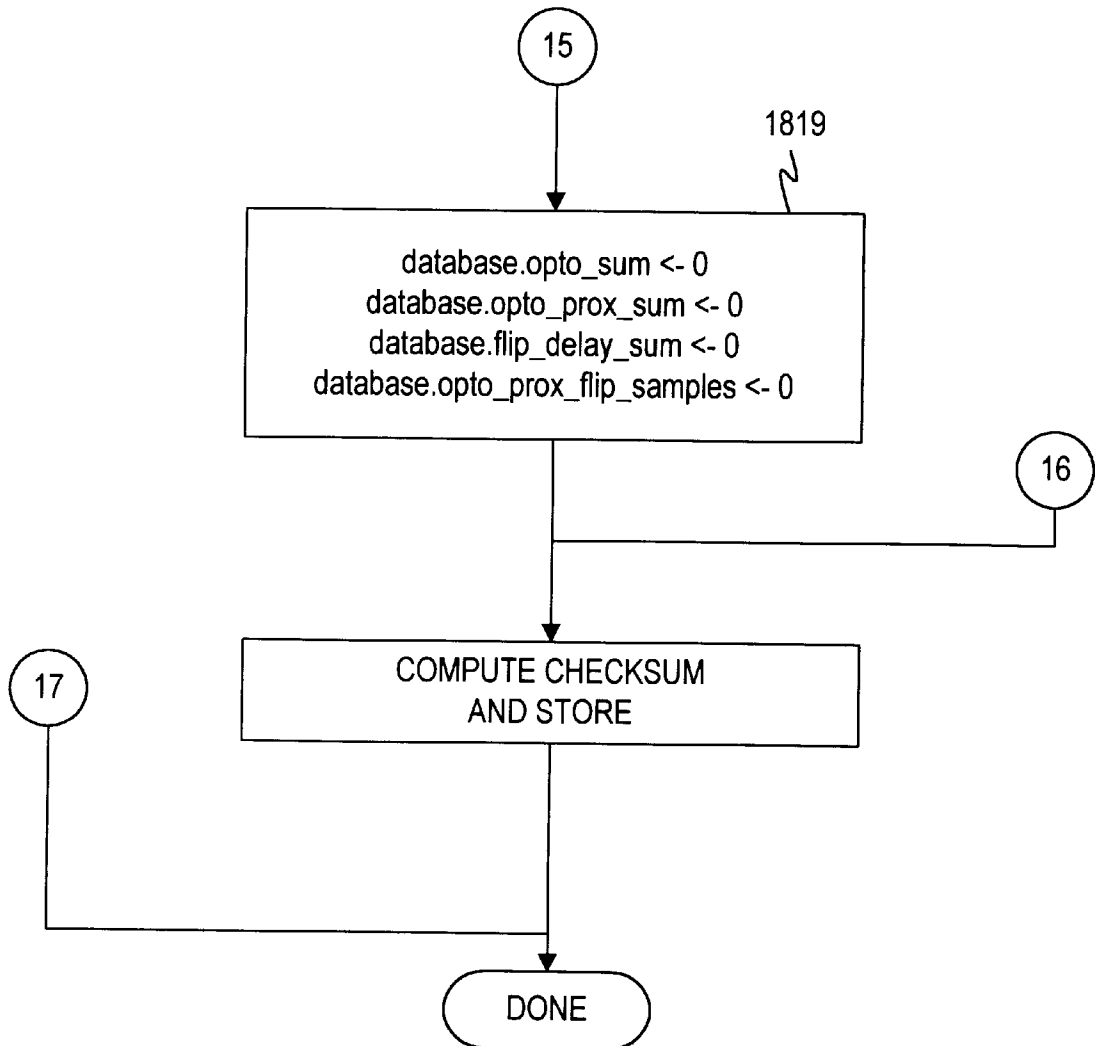 15
1819
database.opto_sum <- 0
database.opto_prox_sum <- 0
database.flip_delay_sum <- 0
database.opto_prox_flip_samples <- 0
16
COMPUTE CHECKSUM
AND STORE
17
DONE